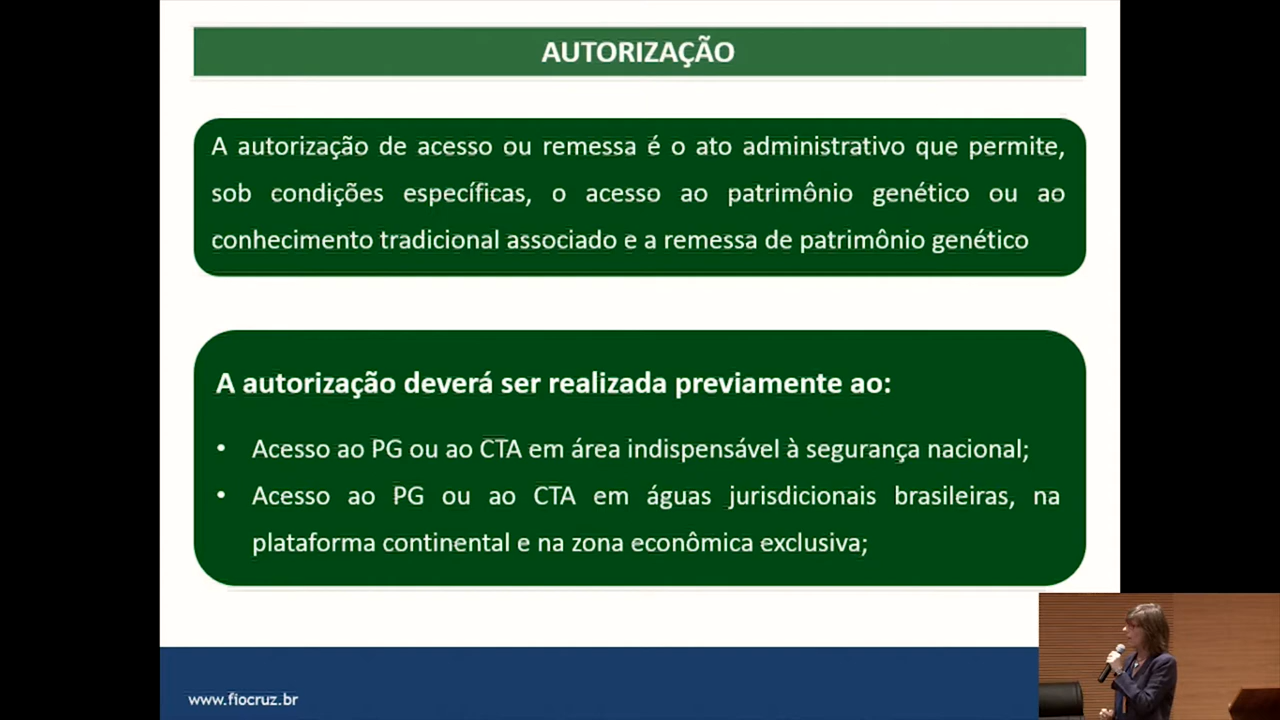 AUTORIZAÇÃO
A autorização de acesso ou remessa é o ato administrativo que permite,
sob condições específicas, o acesso ao patrimônio genético ou ao
conhecimento tradicional associado e a remessa de patrimônio genético
A autorização deverá ser realizada previamente ao:
• Acesso ao PG ou ao CTA em área indispensável à segurança nacional;
• Acesso ao PG ou ao CTA em águas jurisdicionais brasileiras, na
plataforma continental e na zona econômica exclusiva;
www.fiocruz.br